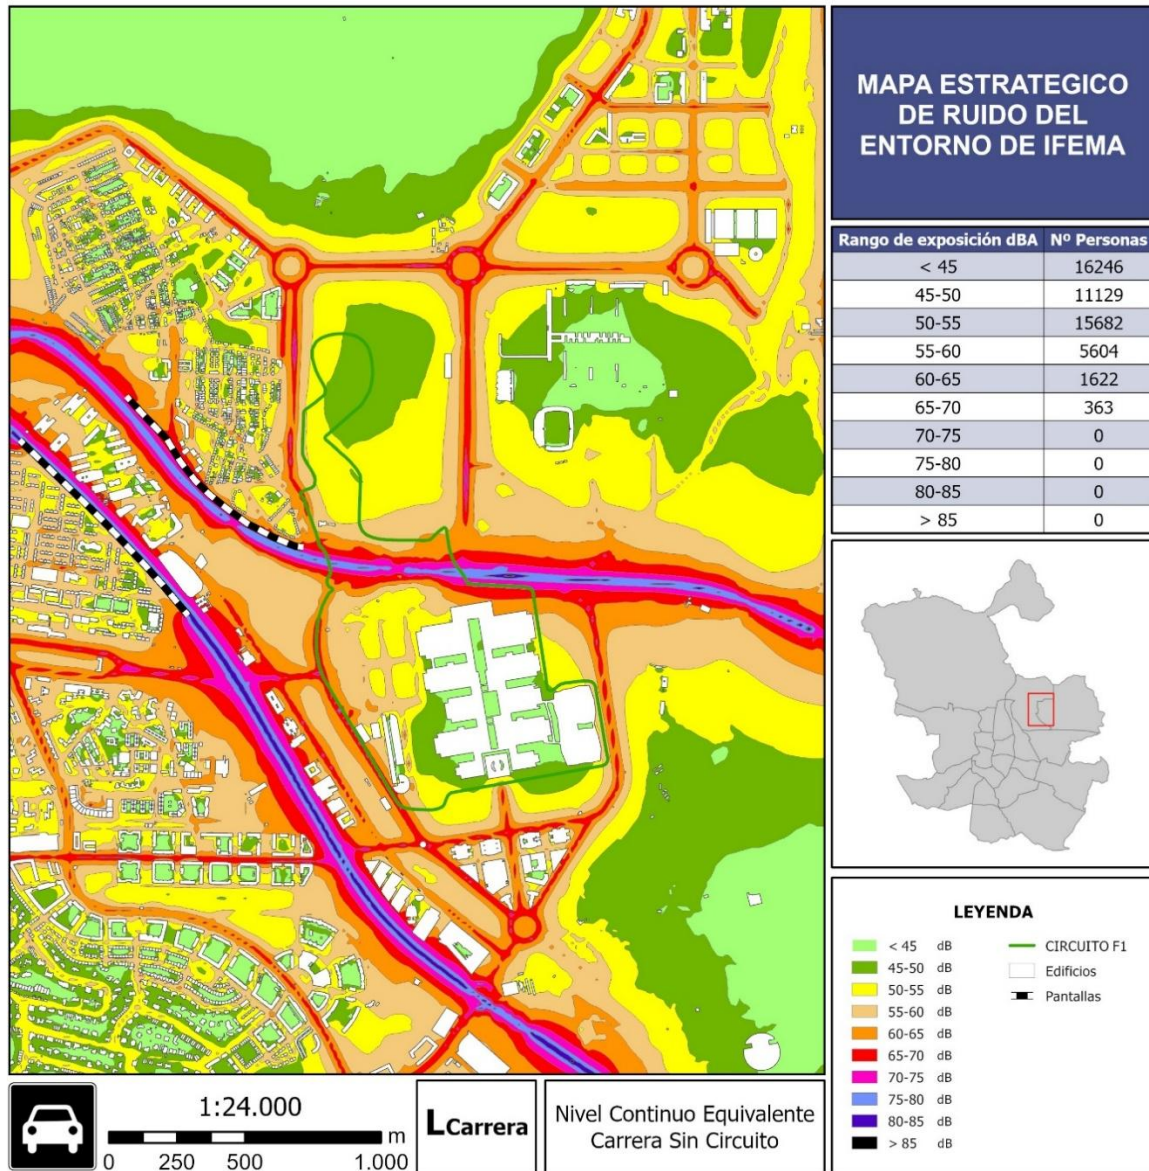 MAPA ESTRATEGICO
DE RUIDO DEL
ENTORNO DE IFEMA
Rango de exposición dBA Nº Personas
< 45 16246
45-50 11129
50-55 15682
55-60 5604
60-65 1622
65-70 363
70-75 0
75-80 0
80-85 0
> 85 0
LEYENDA
< 45 dB
45-50 dB
50-55 dB
55-60 dB
60-65 dB
65-70 dB
70-75 dB
75-80 dB
80-85 dB
> 85 dB
CIRCUITO F1
Edificios
Pantallas
1:24.000
m
0 250 500 1.000
LCarrera
Nivel Continuo Equivalente
Carrera Sin Circuito